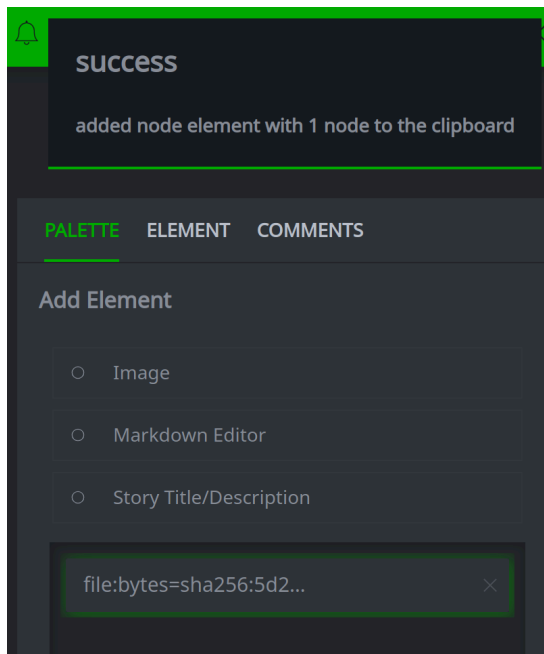 success
added node element with 1 node to the clipboard
PALETTE ELEMENT COMMENTS
Add Element
Image
Markdown Editor
Story Title/Description
file:bytes=sha256:5d2...